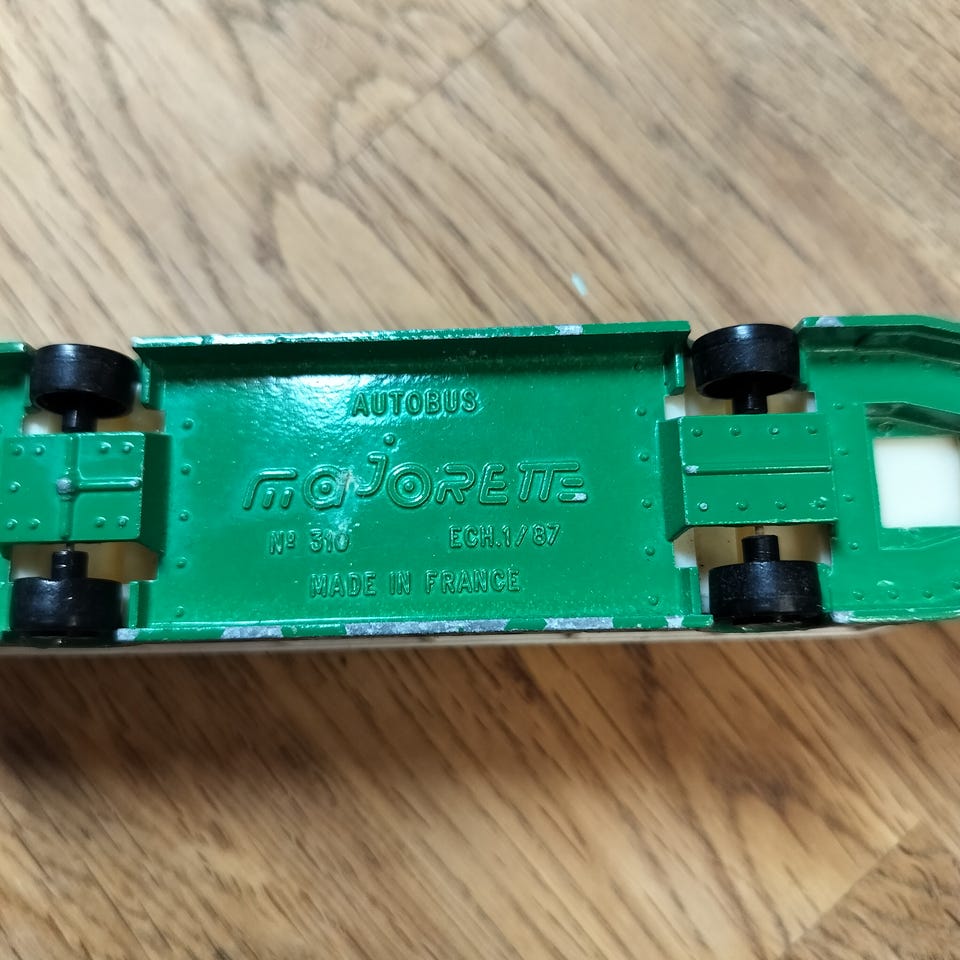 AUTOBUS
majORETTE
Nº 310 ECH.1/87
MADE IN FRANCE